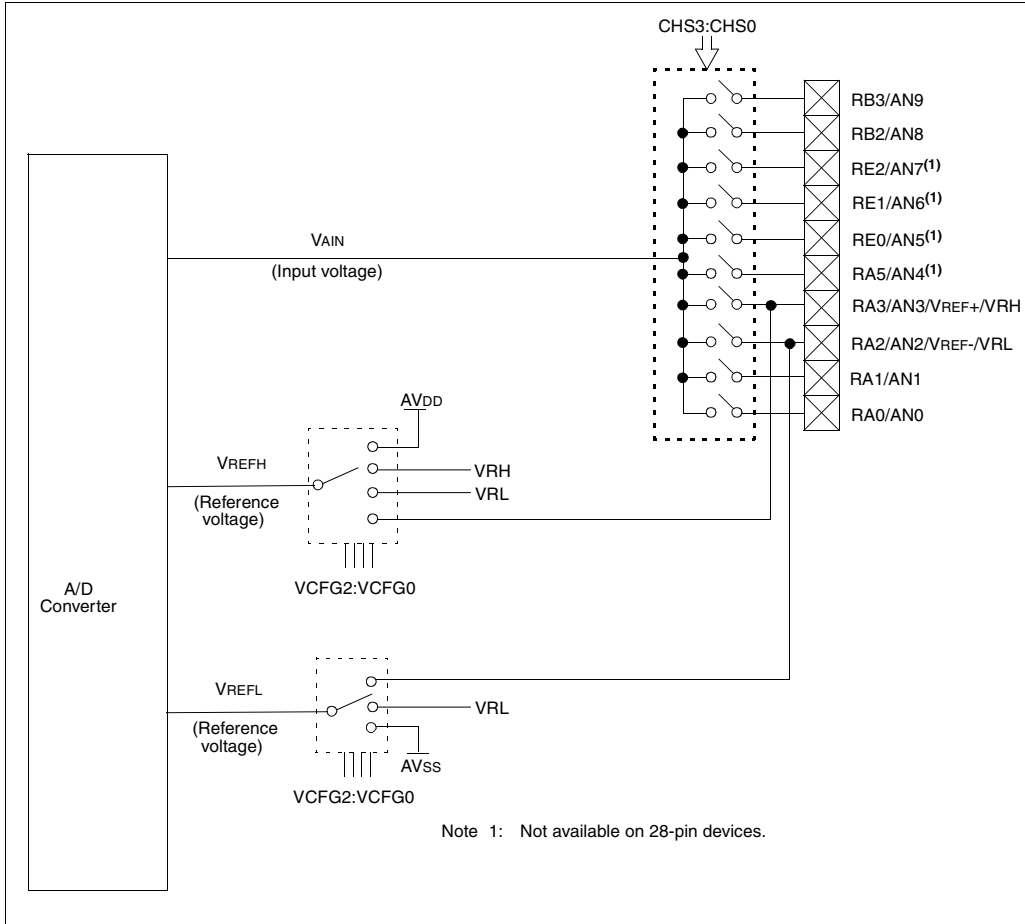 CHS3:CHS0
RB3/AN9
RB2/AN8
RE2/AN7(1)
RE1/AN6(1)
RE0/AN5(1)
RA5/AN4(1)
RA3/AN3/VREF+/VRH
RA2/AN2/VREF-/VRL
RA1/AN1
RA0/AN0
VAIN
(Input voltage)
AVDD
VREFH
(Reference
voltage)
VRH
VRL
VCFG2:VCFG0
A/D
Converter
VREFL
(Reference
voltage)
VRL
AVSS
VCFG2:VCFG0
Note 1: Not available on 28-pin devices.